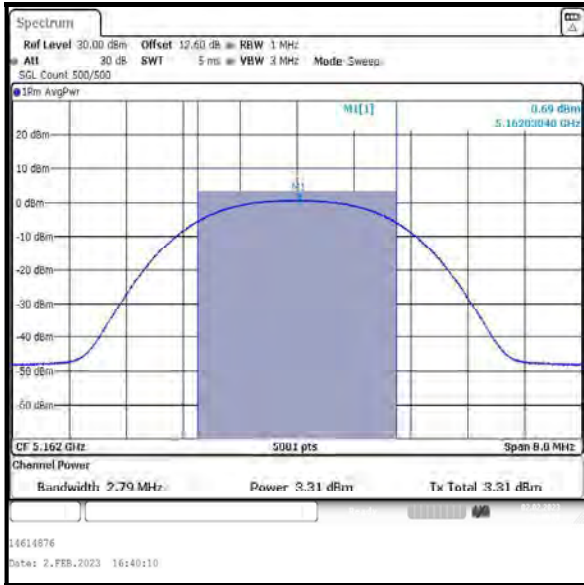 Spectrum
Ref Level 30.00 dBm Offset 12.60 dB RBW 1 MHz
Att 30 dB SWT 5 ms VBW 3 MHz Mode Sweep
SGL Count 500/500
1Rm AvgPwr
M1[1] 0.69 dBm
5.16203040 GHz
20 dBm
10 dBm
M1
0 dBm
-10 dBm
-20 dBm
-30 dBm
-40 dBm
-50 dBm
-60 dBm
CF 5.162 GHz 5001 pts Span 8.0 MHz
Channel Power
Bandwidth 2.79 MHz Power 3.31 dBm Tx Total 3.31 dBm
02.02.2023
14614876
Date: 2.FEB.2023 16:40:10